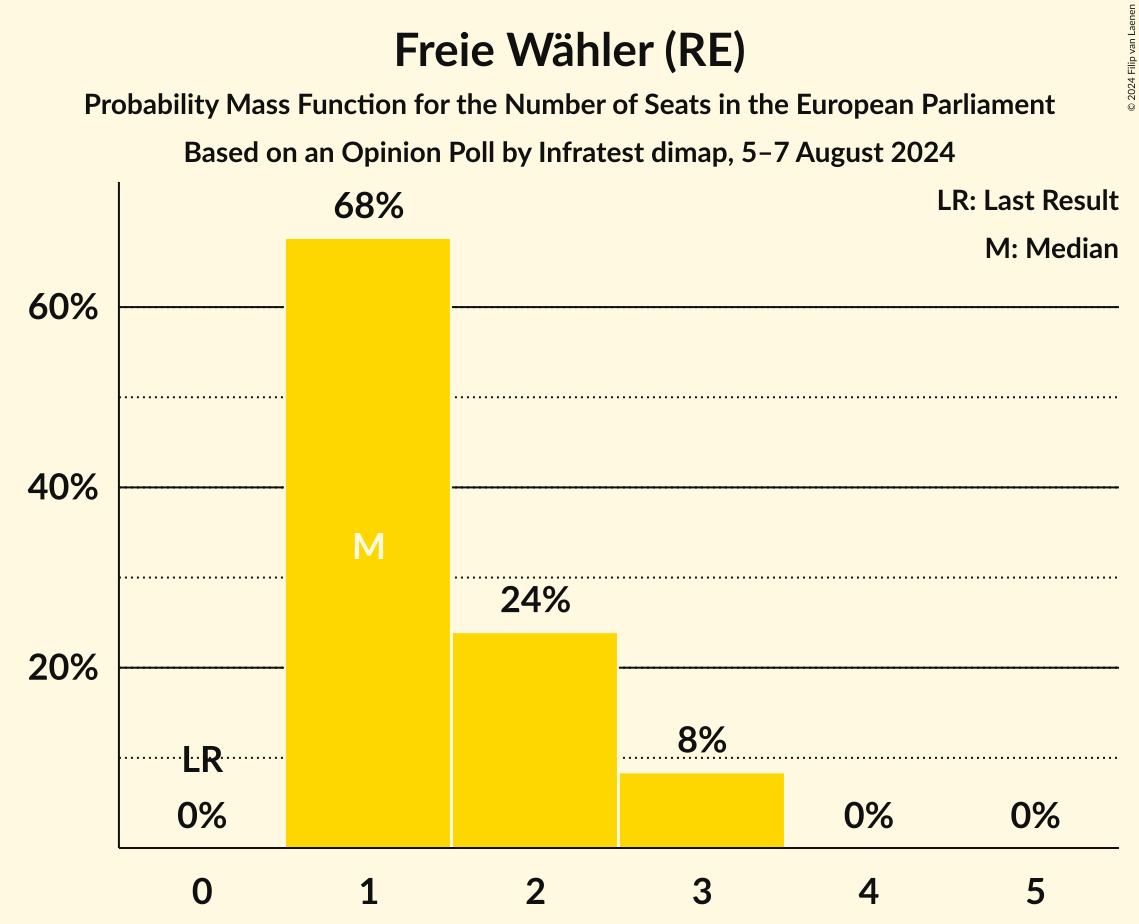 Freie Wähler (RE)
Probability Mass Function for the Number of Seats in the European Parliament
Based on an Opinion Poll by Infratest dimap, 5–7 August 2024
© 2024 Filip van Laenen
LR: Last Result
M: Median
68%
60%
40%
M
24%
20%
8%
LR
0%
0%
0%
0
1
2
3
4
5